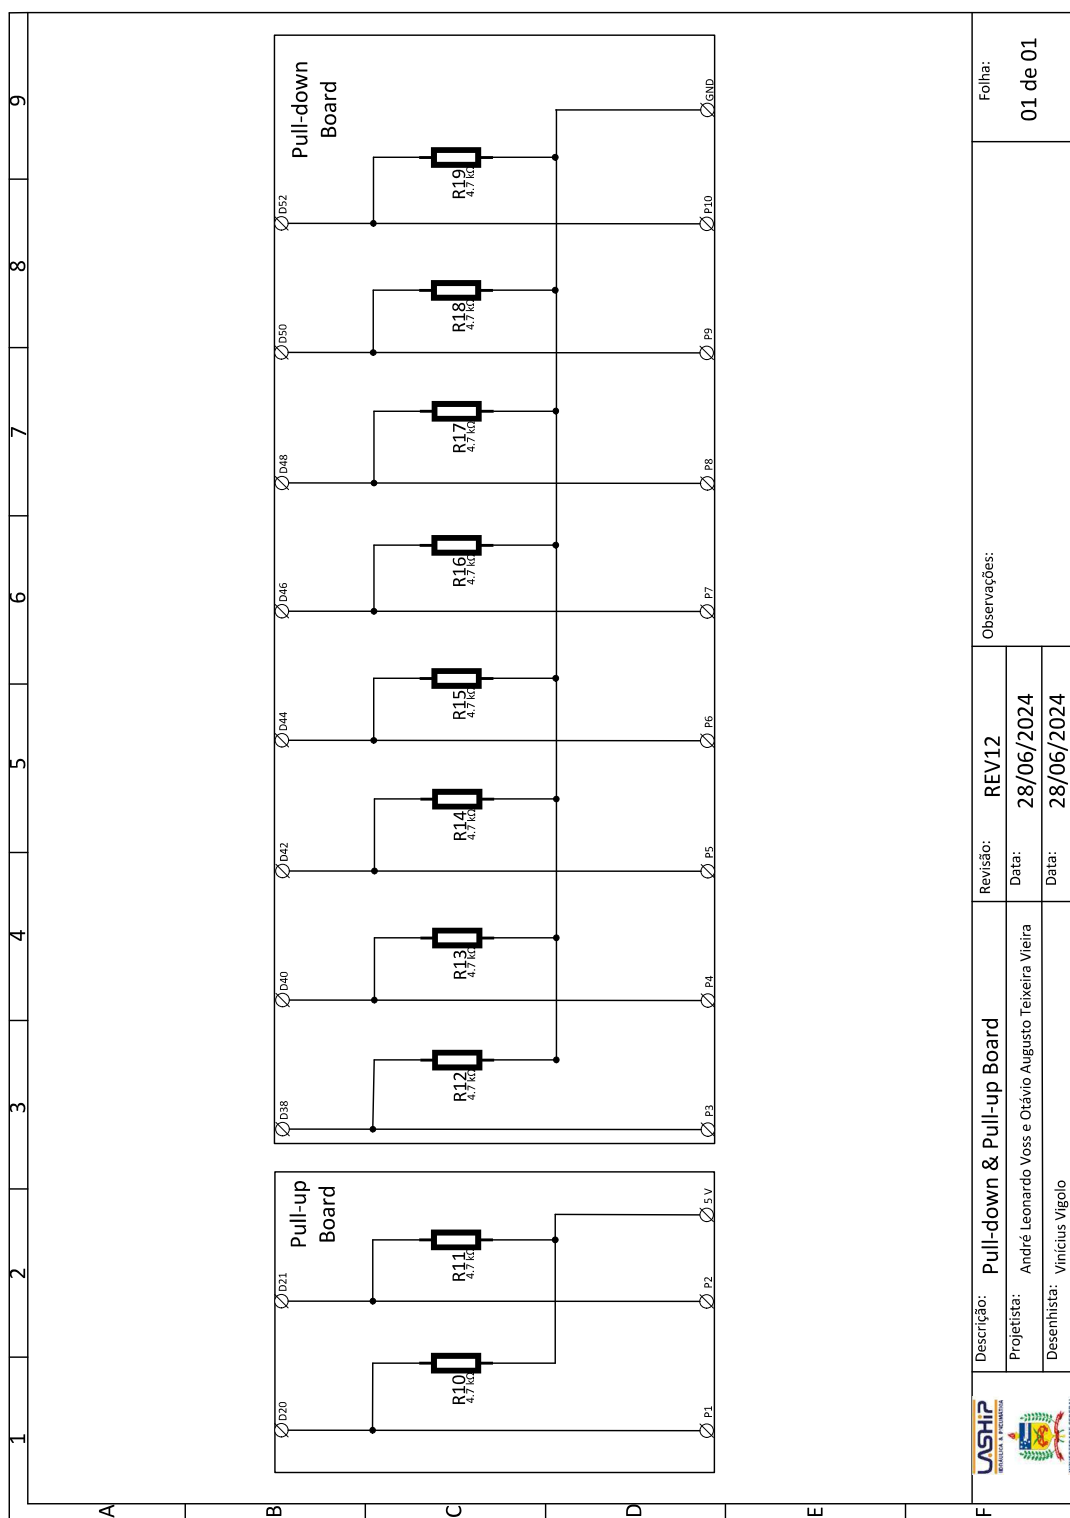 1 2 3 4 5 6 7 8 9
A
B
C
D
E
F
Pull-up
Board
D20
D21
R10
4.7 kΩ
R11
4.7 kΩ
P1
P2
5 V
Pull-down
Board
D38
D40
D42
D44
D46
D48
D50
D52
R12
4.7 kΩ
R13
4.7 kΩ
R14
4.7 kΩ
R15
4.7 kΩ
R16
4.7 kΩ
R17
4.7 kΩ
R18
4.7 kΩ
R19
4.7 kΩ
P3
P4
P5
P6
P7
P8
P9
P10
GND
LASHIP
Descrição: Pull-down & Pull-up Board
Projetista: André Leonardo Voss e Otávio Augusto Teixeira Vieira
Desenhista: Vinícius Vigolo
Revisão: REV12
Data: 28/06/2024
Data: 28/06/2024
Observações:
Folha:
01 de 01